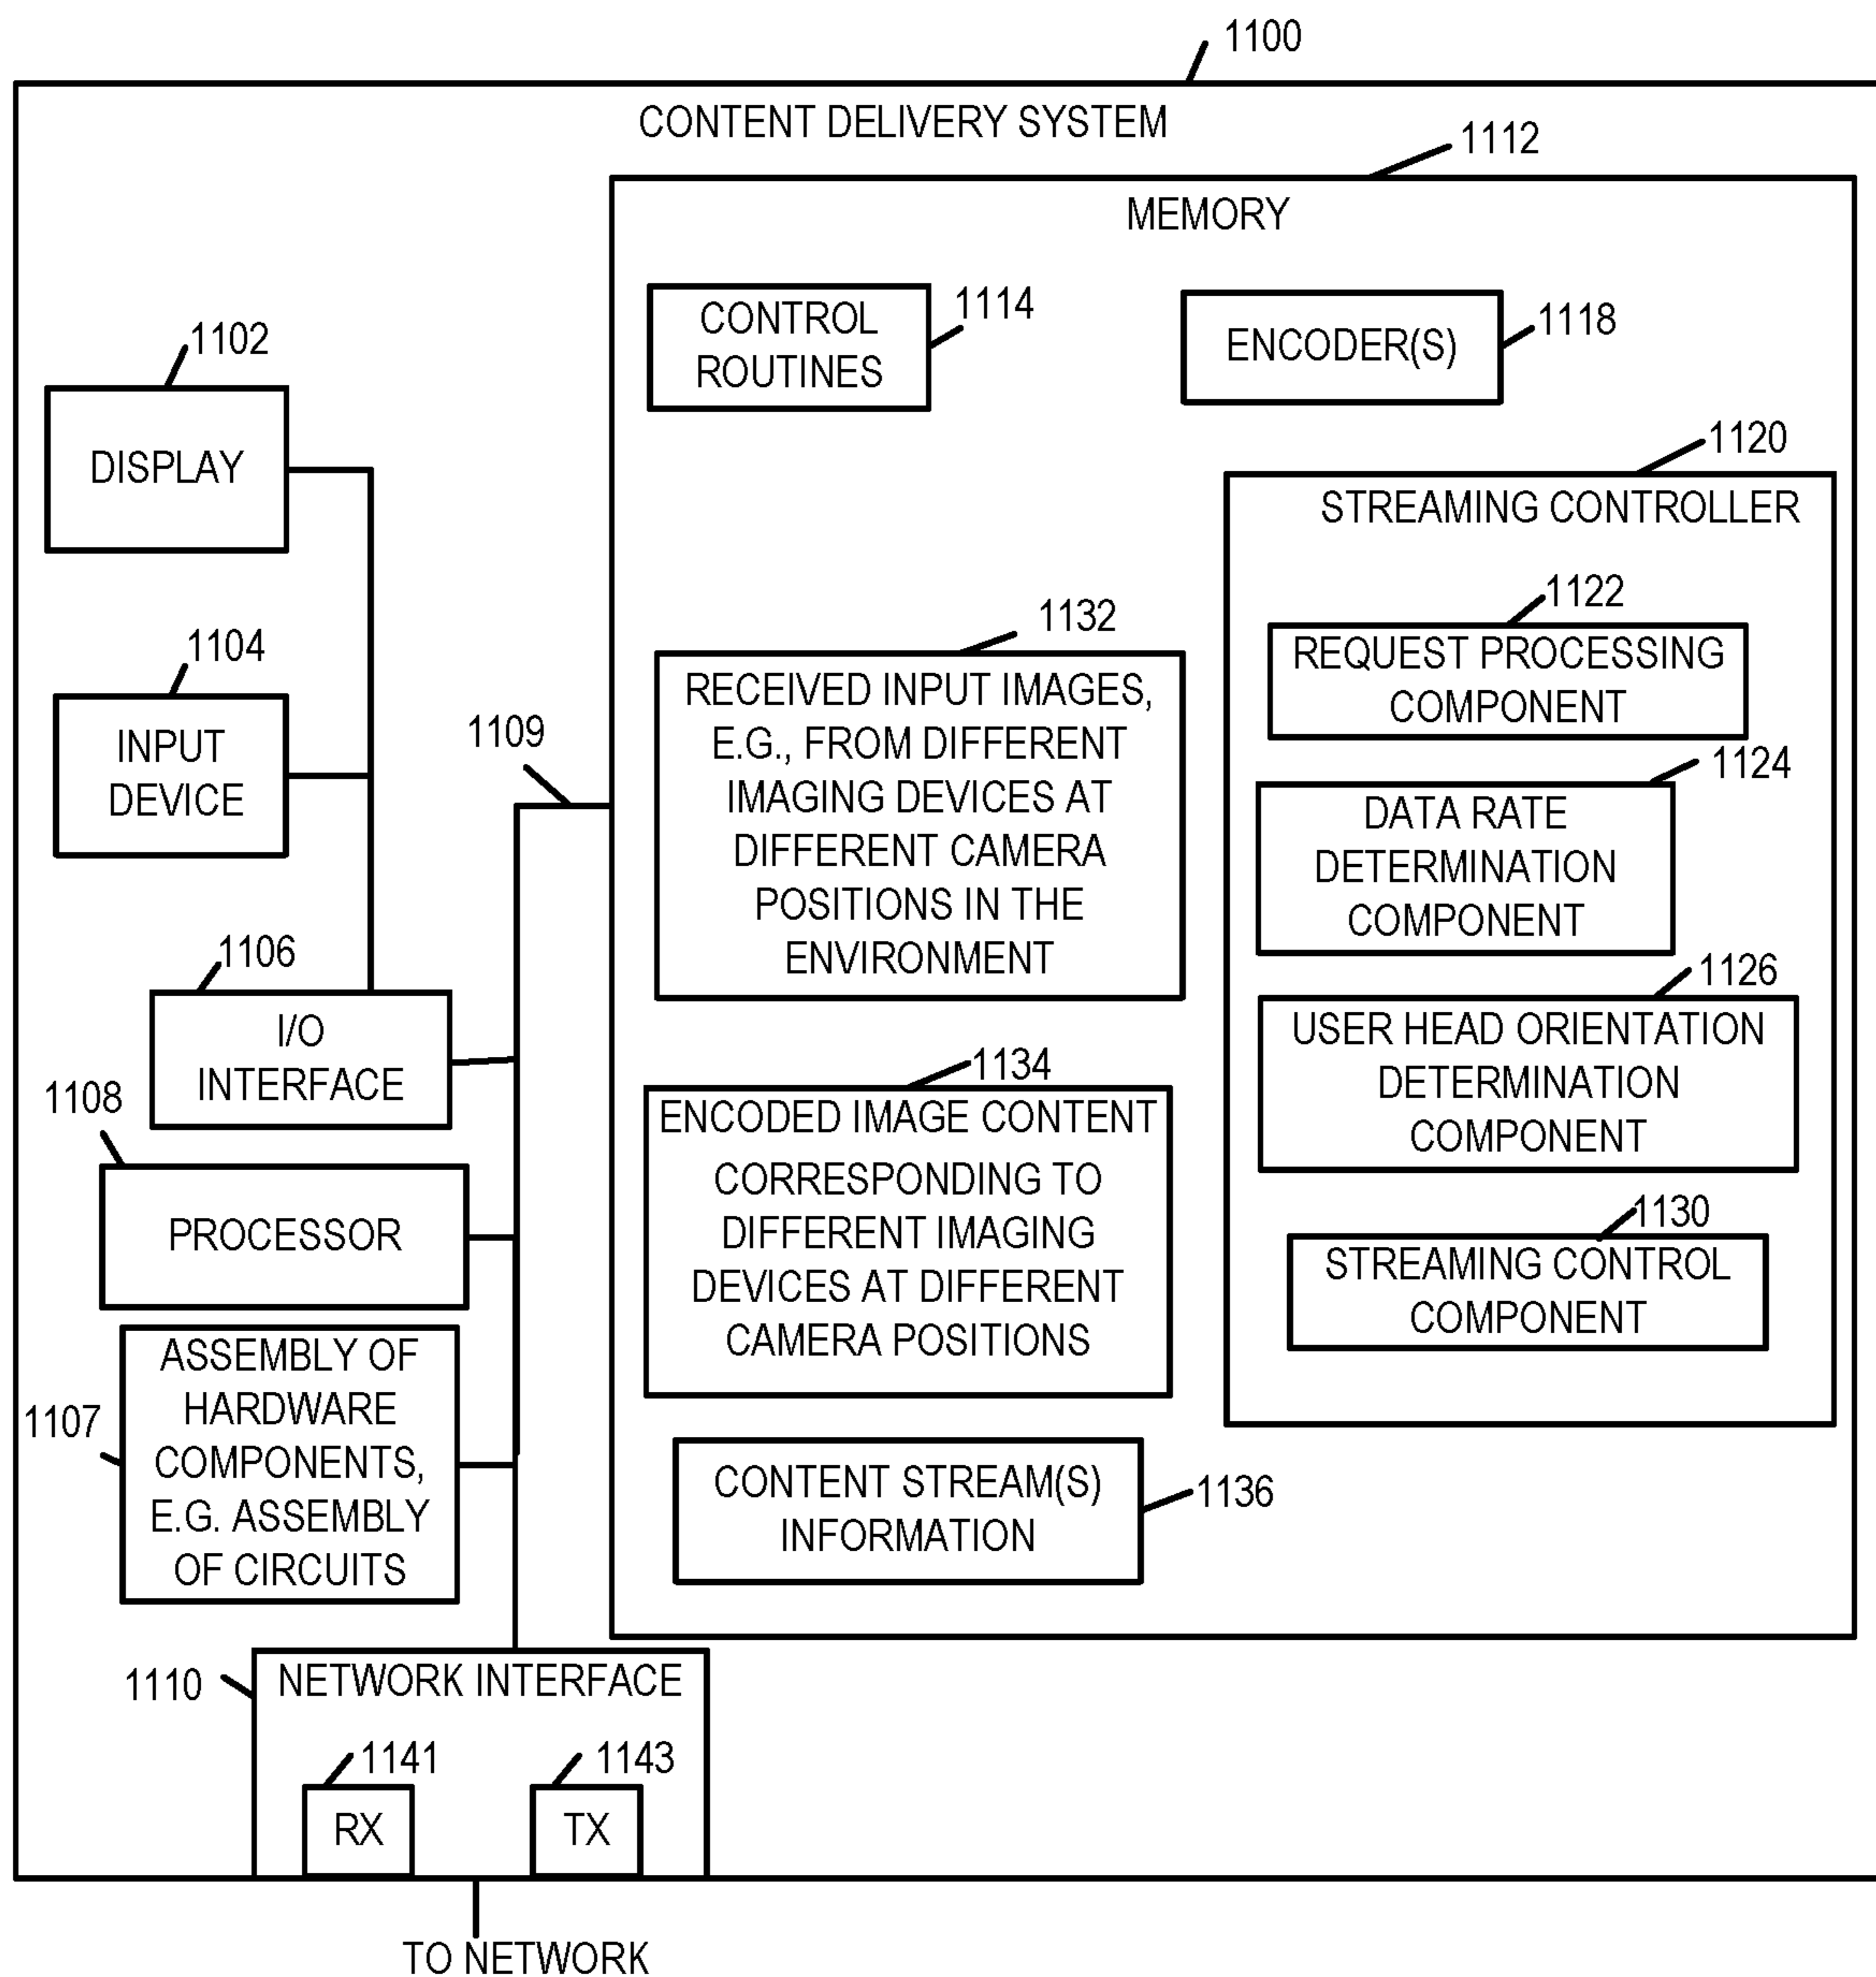 1100
CONTENT DELIVERY SYSTEM
1112
MEMORY
1114
CONTROL
ROUTINES
1118
ENCODER(S)
1102
DISPLAY
1120
STREAMING CONTROLLER
1122
REQUEST PROCESSING
COMPONENT
1104
INPUT
DEVICE
1109
1132
RECEIVED INPUT IMAGES,
E.G., FROM DIFFERENT
IMAGING DEVICES AT
DIFFERENT CAMERA
POSITIONS IN THE
ENVIRONMENT
1124
DATA RATE
DETERMINATION
COMPONENT
1106
I/O
INTERFACE
1126
USER HEAD ORIENTATION
DETERMINATION
COMPONENT
1108
PROCESSOR
1134
ENCODED IMAGE CONTENT
CORRESPONDING TO
DIFFERENT IMAGING
DEVICES AT DIFFERENT
CAMERA POSITIONS
1130
STREAMING CONTROL
COMPONENT
1107
ASSEMBLY OF
HARDWARE
COMPONENTS,
E.G. ASSEMBLY
OF CIRCUITS
CONTENT STREAM(S)
INFORMATION
1136
1110
NETWORK INTERFACE
1141
RX
1143
TX
TO NETWORK